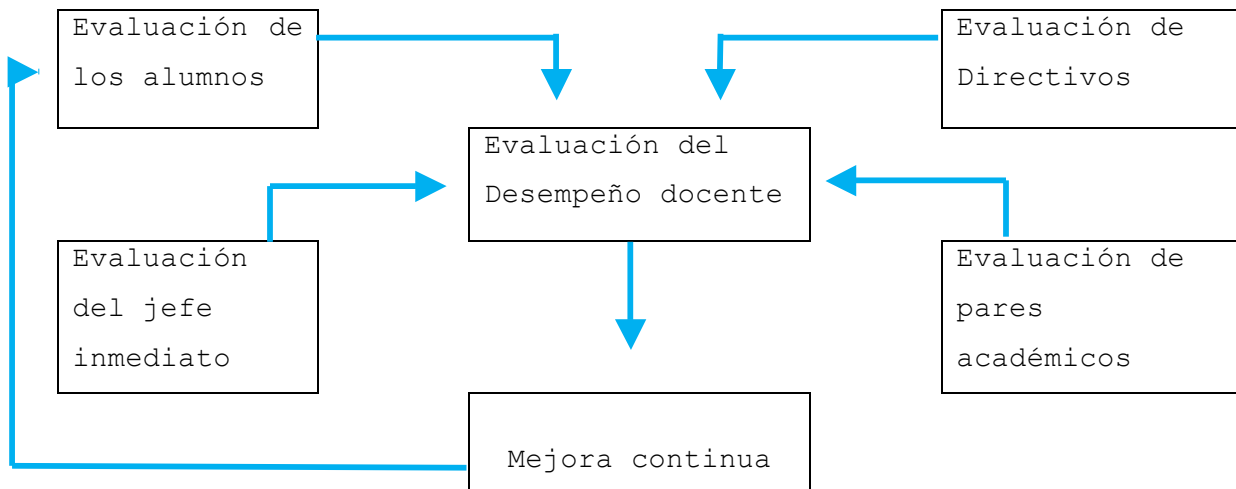 Evaluación de
los alumnos
Evaluación de
Directivos
Evaluación del
Desempeño docente
Evaluación
del jefe
inmediato
Evaluación de
pares
académicos
Mejora continua